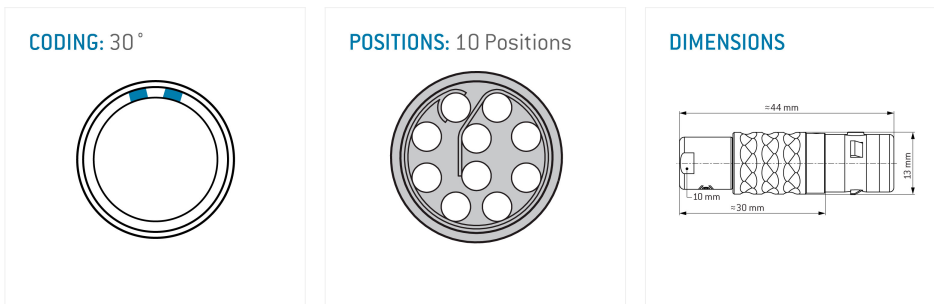 CODING: 30°
POSITIONS: 10 Positions
DIMENSIONS
≈44 mm
13 mm
10 mm
≈30 mm